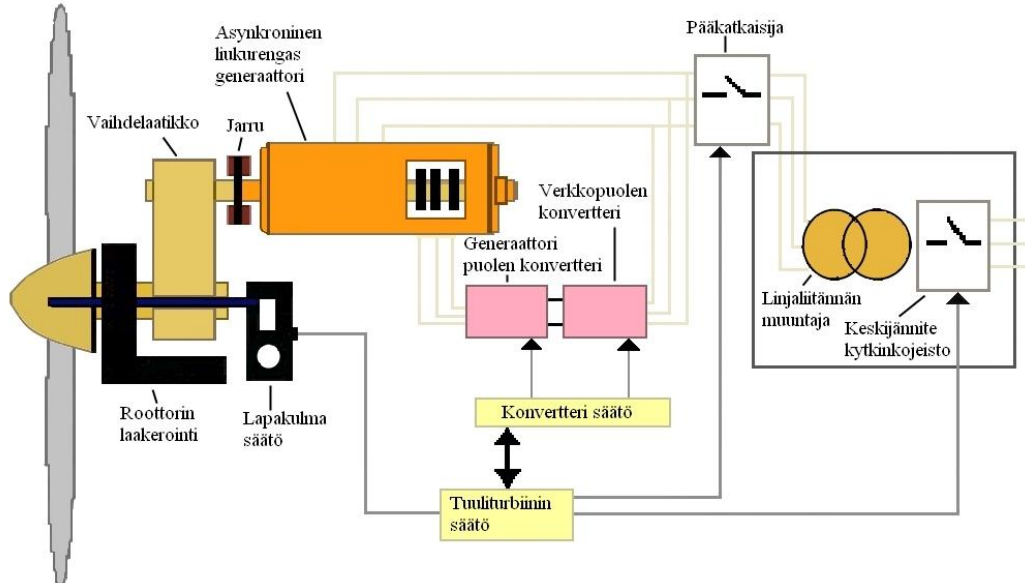 Asynkroninen
liukurengas
generaattori
Pääkatkaisija
Vaihdelaatikko
Jarru
Verkkopuolen
konvertteri
Generaattori
puolen konvertteri
Linjaliitännän
muuntaja
Keskijännite
kytkinkojeisto
Roottorin
laakerointi
Lapakulma
säätö
Konvertteri säätö
Tuuliturbiinin
säätö